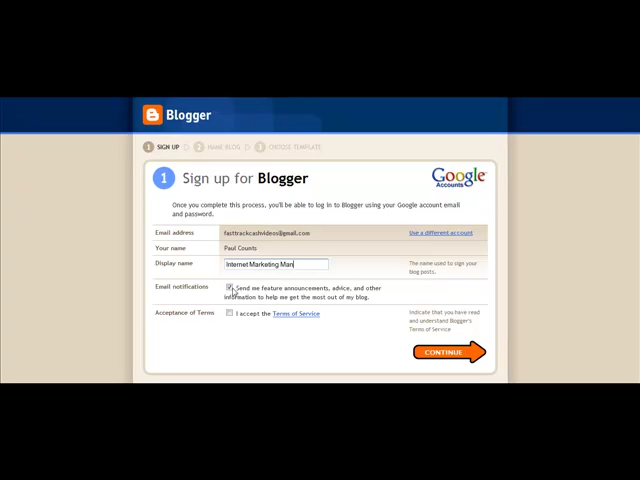 Blogger
1 SIGN UP 2 NAME BLOG 3 CHOOSE TEMPLATE
1 Sign up for Blogger
Google
Accounts
Once you complete this process, you'll be able to log in to Blogger using your Google account email
and password.
Email address fasttrackcashvideos@gmail.com Use a different account
Your name Paul Counts
Display name Internet Marketing Man The name used to sign your
blog posts.
Email notifications Send me feature announcements, advice, and other
information to help me get the most out of my blog.
Acceptance of Terms I accept the Terms of Service Indicate that you have read
and understand Blogger's
Terms of Service
CONTINUE